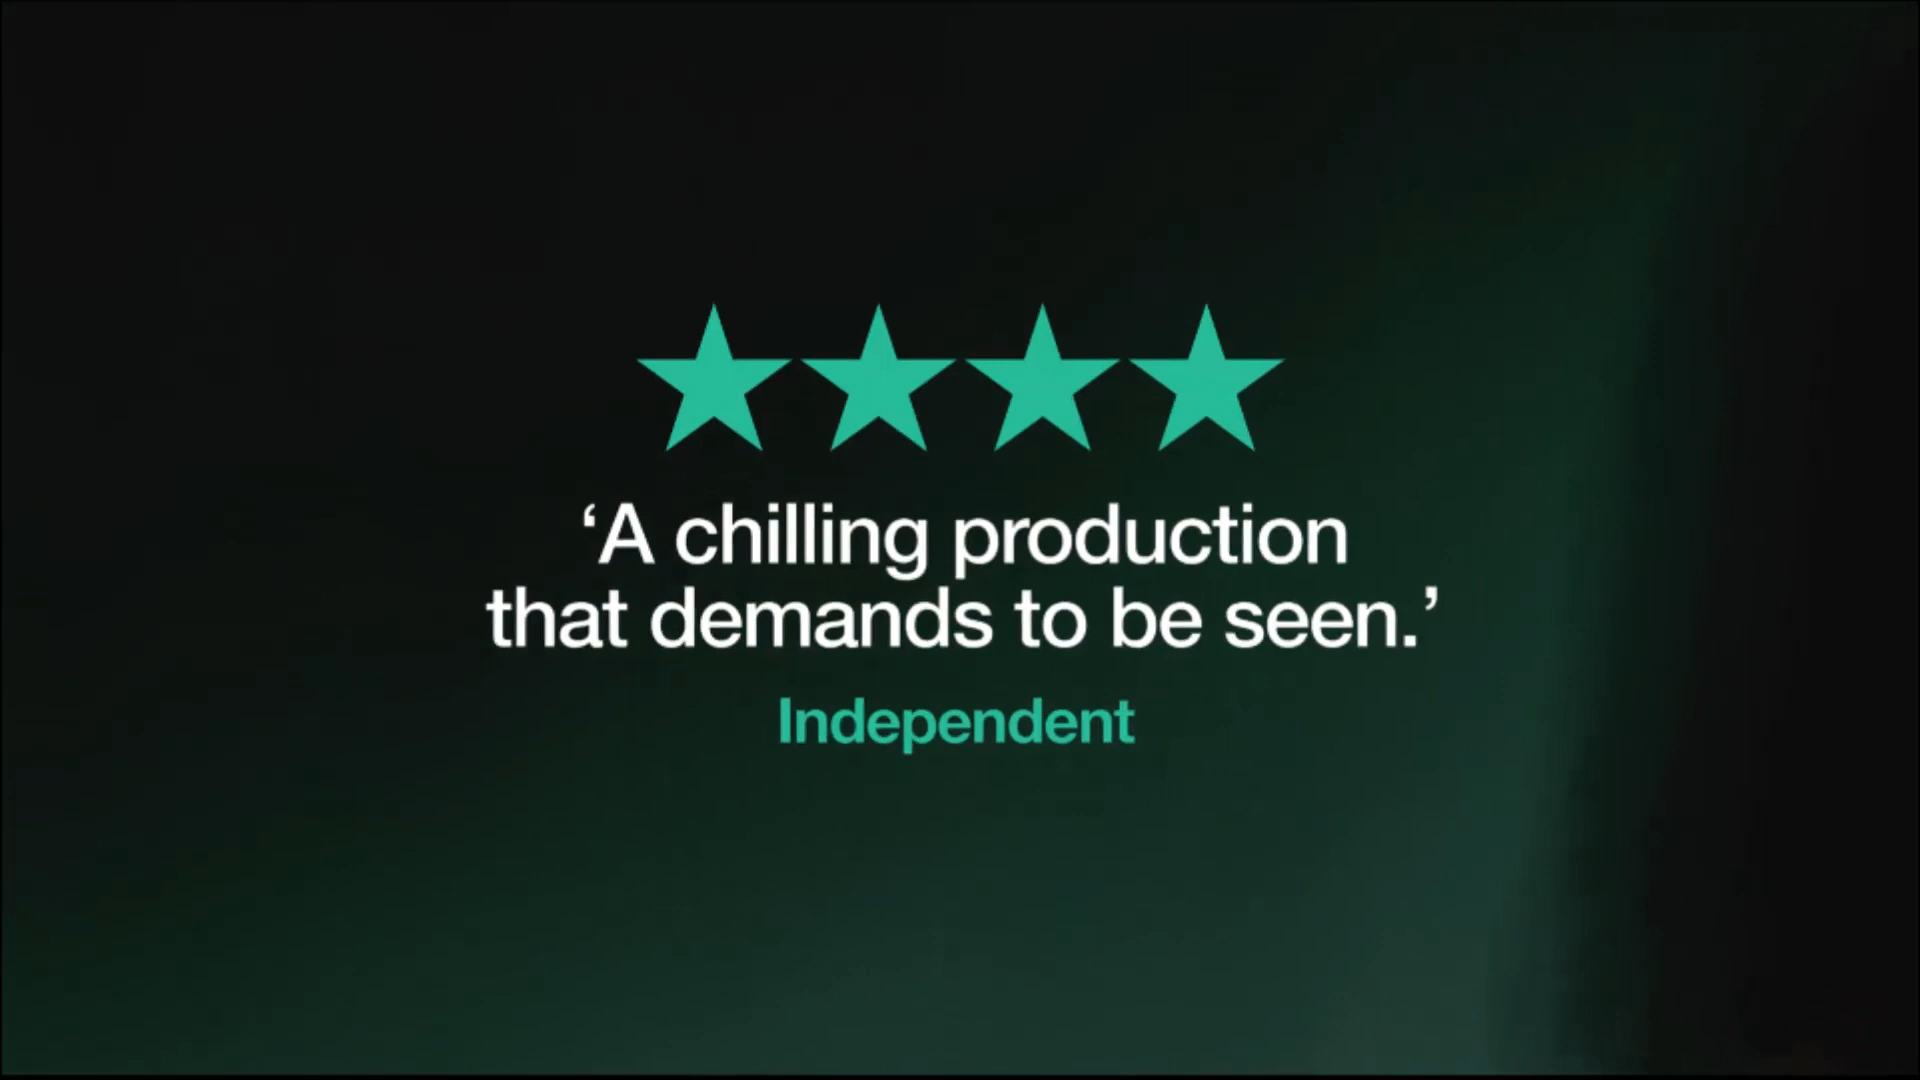 ‘A chilling production
that demands to be seen.’
Independent